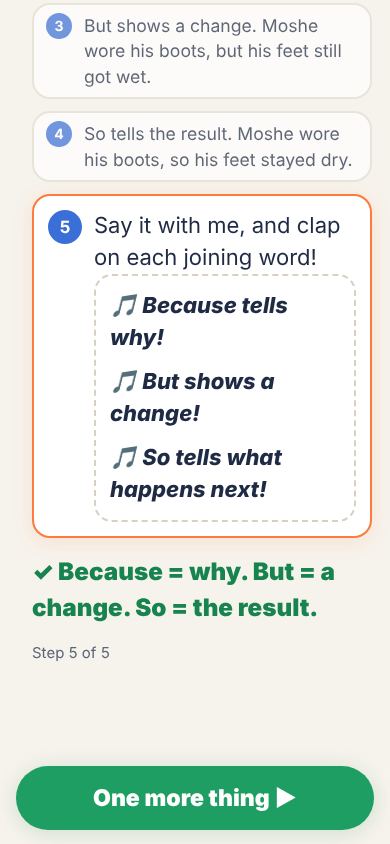 3
But shows a change. Moshe
wore his boots, but his feet still
got wet.
4
So tells the result. Moshe wore
his boots, so his feet stayed dry.
5
Say it with me, and clap
on each joining word!
🎵 Because tells
why!
🎵 But shows a
change!
🎵 So tells what
happens next!
✓ Because = why. But = a
change. So = the result.
Step 5 of 5
One more thing ▶